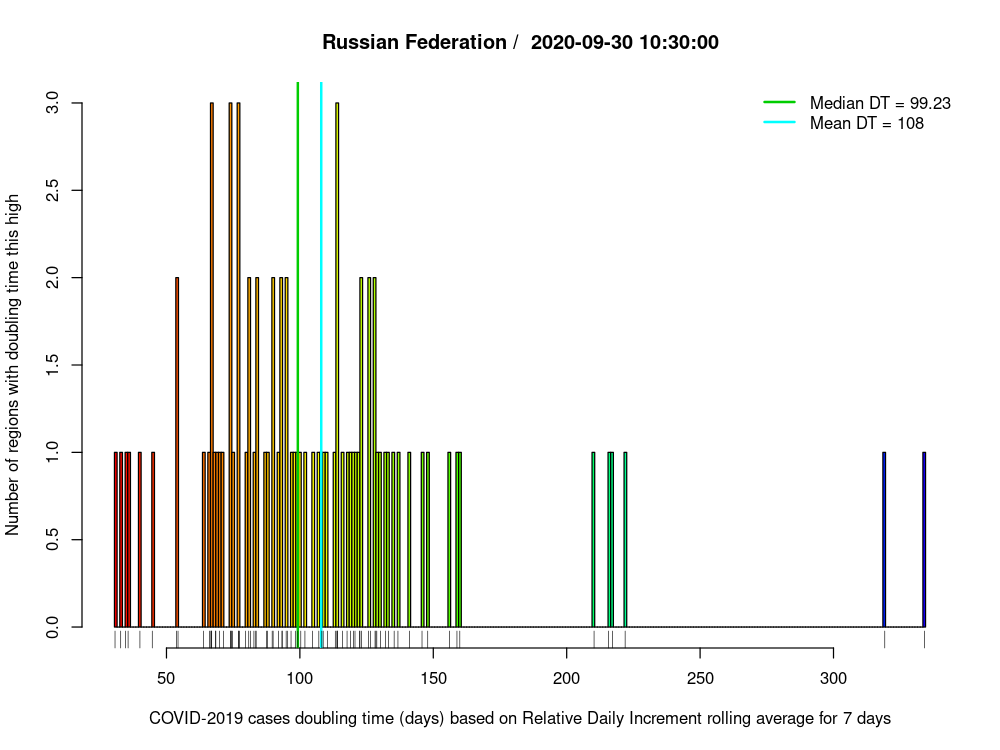 Russian Federation /  2020-09-30 10:30:00
Median DT = 99.23
Mean DT = 108
Number of regions with doubling time this high
3.0
2.5
2.0
1.5
1.0
0.5
0.0
50 100 150 200 250 300
COVID-2019 cases doubling time (days) based on Relative Daily Increment rolling average for 7 days